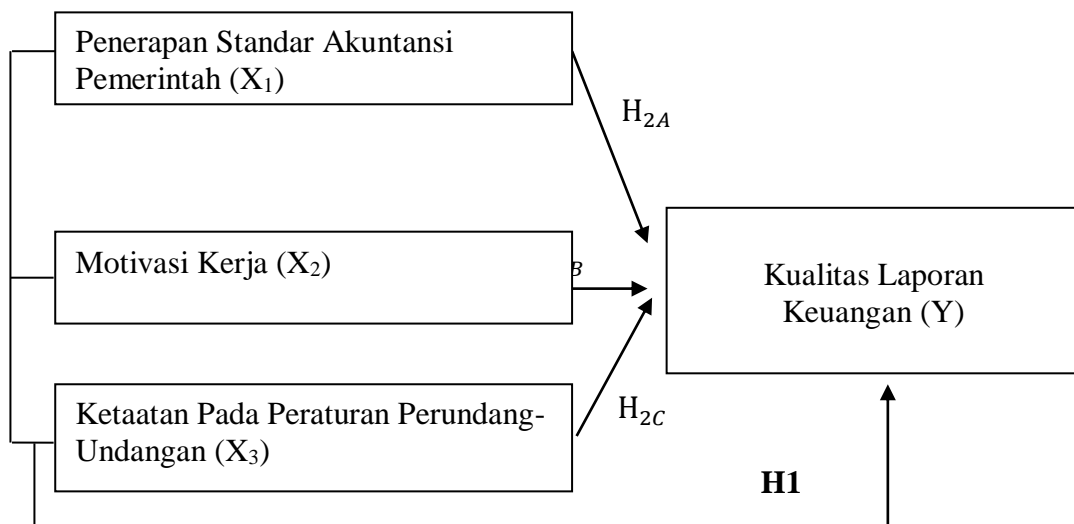 Penerapan Standar Akuntansi
Pemerintah (X₁)
H₂A
Motivasi Kerja (X₂)
B
Kualitas Laporan
Keuangan (Y)
Ketaatan Pada Peraturan Perundang-
Undangan (X₃)
H₂C
H1